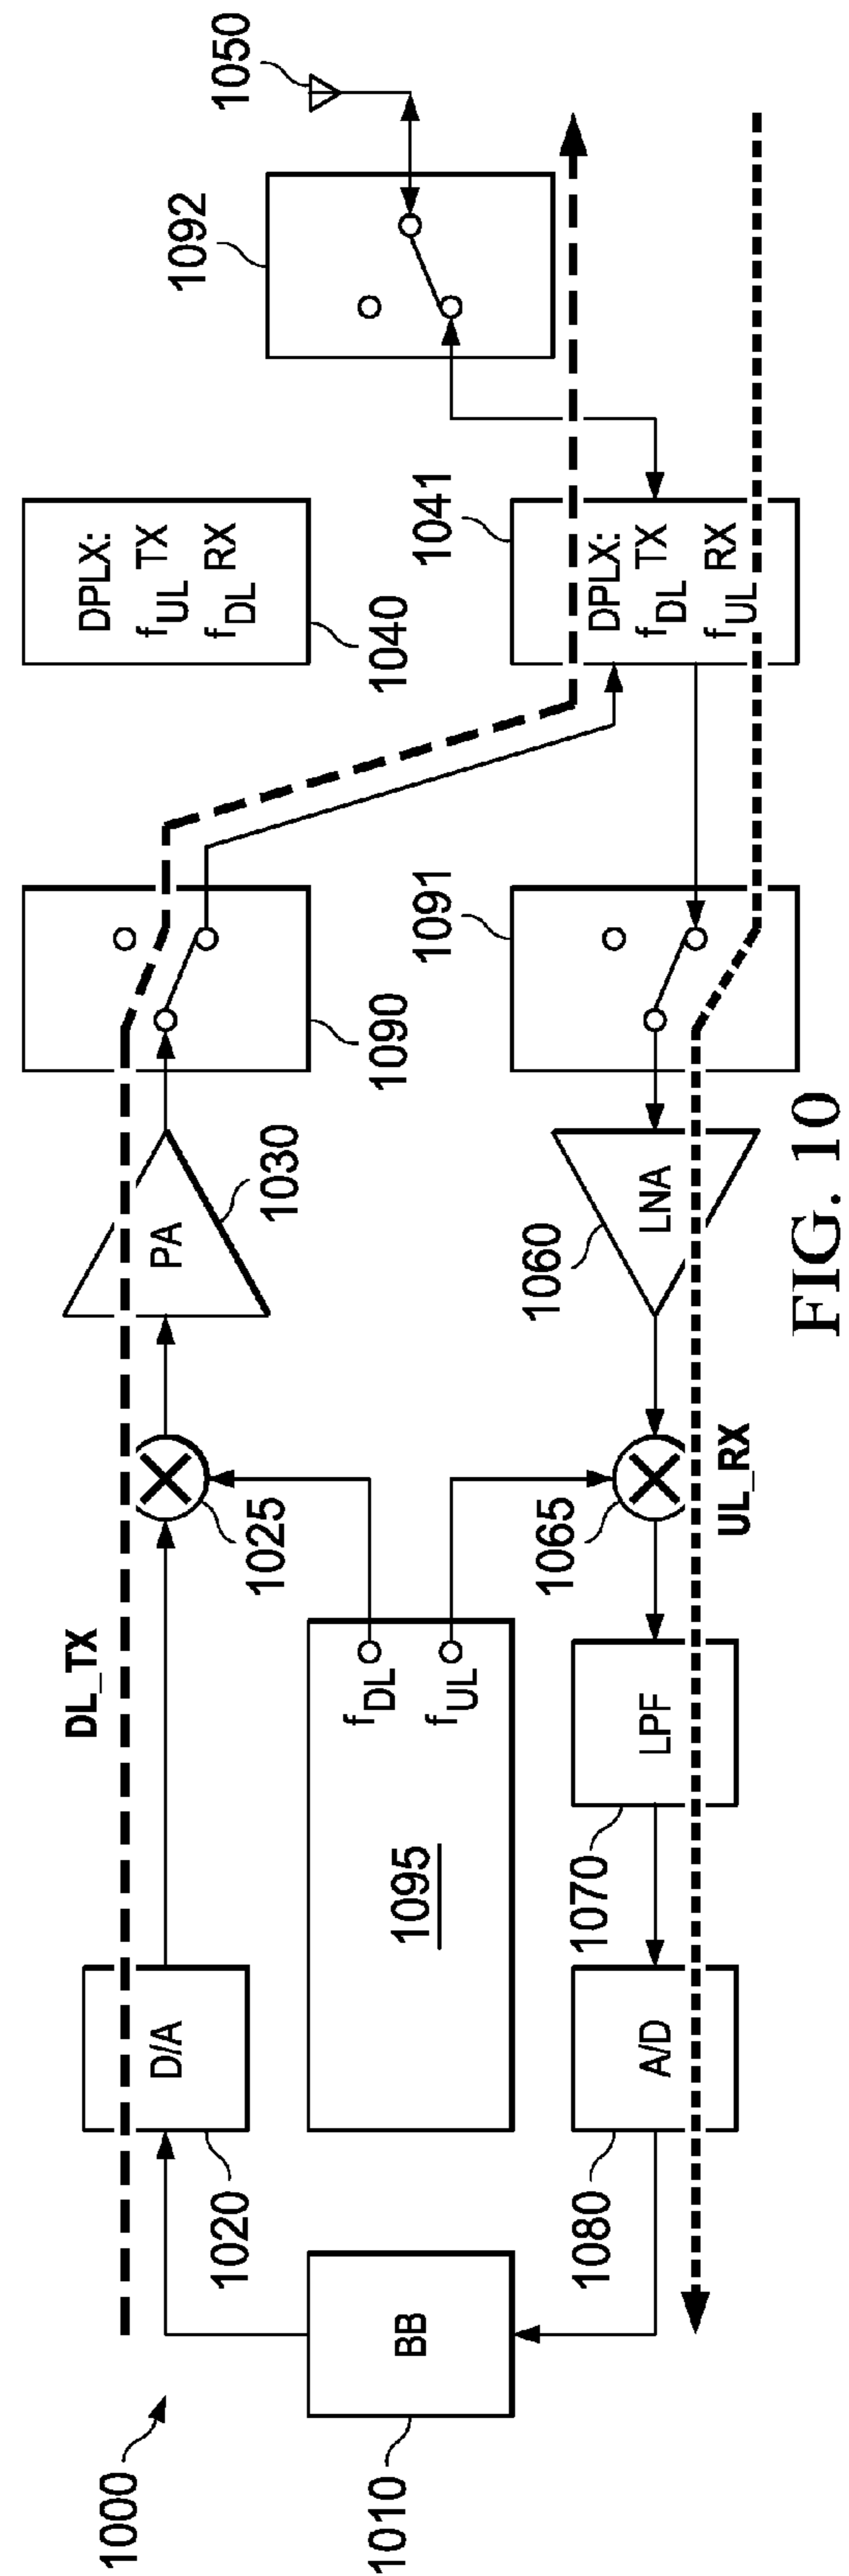 1000
DL_TX
1050
1092
D/A
1020
1025
PA
1030
1090
DPLX:
fUL TX
fDL RX
1040
BB
1010
1095
fDL
fUL
1041
DPLX:
fDL TX
fUL RX
1091
A/D
1080
LPF
1070
1065
LNA
1060
UL_RX
FIG. 10